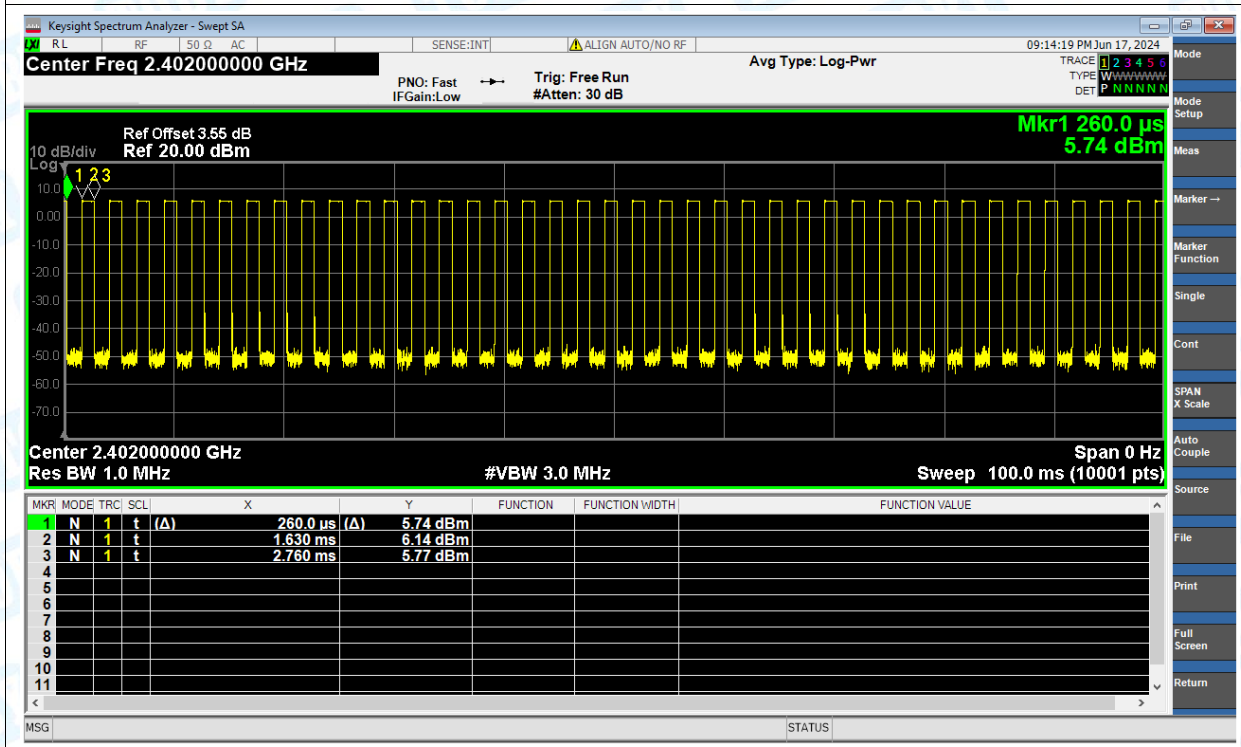 Keysight Spectrum Analyzer - Swept SA
LXI RL RF 50 Ω AC SENSE:INT ALIGN AUTO/NO RF 09:14:19 PM Jun 17, 2024
Center Freq 2.402000000 GHz Avg Type: Log-Pwr TRACE 1 2 3 4 5 6
PNO: Fast Trig: Free Run TYPE WWWWWW
IFGain:Low #Atten: 30 dB DET P N N N N N
Mkr1 260.0 µs
Ref Offset 3.55 dB
10 dB/div Ref 20.00 dBm 5.74 dBm
Log
1 2 3
10.0
0.00
-10.0
-20.0
-30.0
-40.0
-50.0
-60.0
-70.0
Center 2.402000000 GHz Span 0 Hz
Res BW 1.0 MHz #VBW 3.0 MHz Sweep 100.0 ms (10001 pts)
MKR MODE TRC SCL X Y FUNCTION FUNCTION WIDTH FUNCTION VALUE
1 N 1 t (Δ) 260.0 µs (Δ) 5.74 dBm
2 N 1 t 1.630 ms 6.14 dBm
3 N 1 t 2.760 ms 5.77 dBm
4
5
6
7
8
9
10
11
MSG STATUS
Mode
Mode
Setup
Meas
Marker →
Marker
Function
Single
Cont
SPAN
X Scale
Auto
Couple
Source
File
Print
Full
Screen
Return